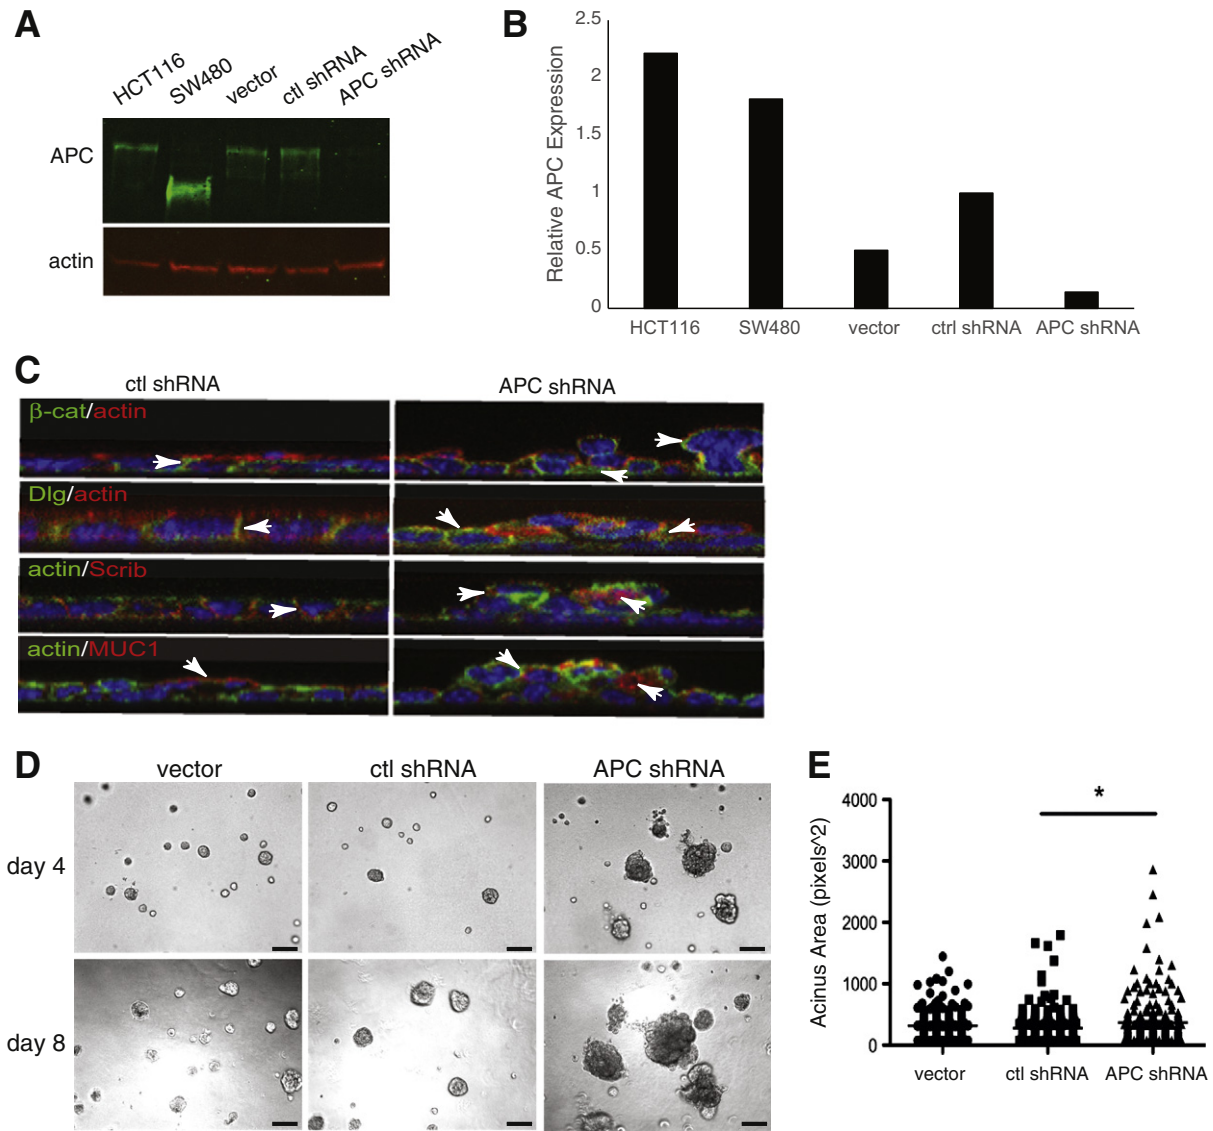 A
HCT116
SW480
vector
ctl shRNA
APC shRNA
APC
actin
B
Relative APC Expression
2.5
2
1.5
1
0.5
0
HCT116
SW480
vector
ctrl shRNA
APC shRNA
C
ctl shRNA
APC shRNA
β-cat/actin
Dlg/actin
actin/Scrib
actin/MUC1
D
vector
ctl shRNA
APC shRNA
day 4
day 8
E
Acinus Area (pixels^2)
4000
3000
2000
1000
0
*
vector
ctl shRNA
APC shRNA